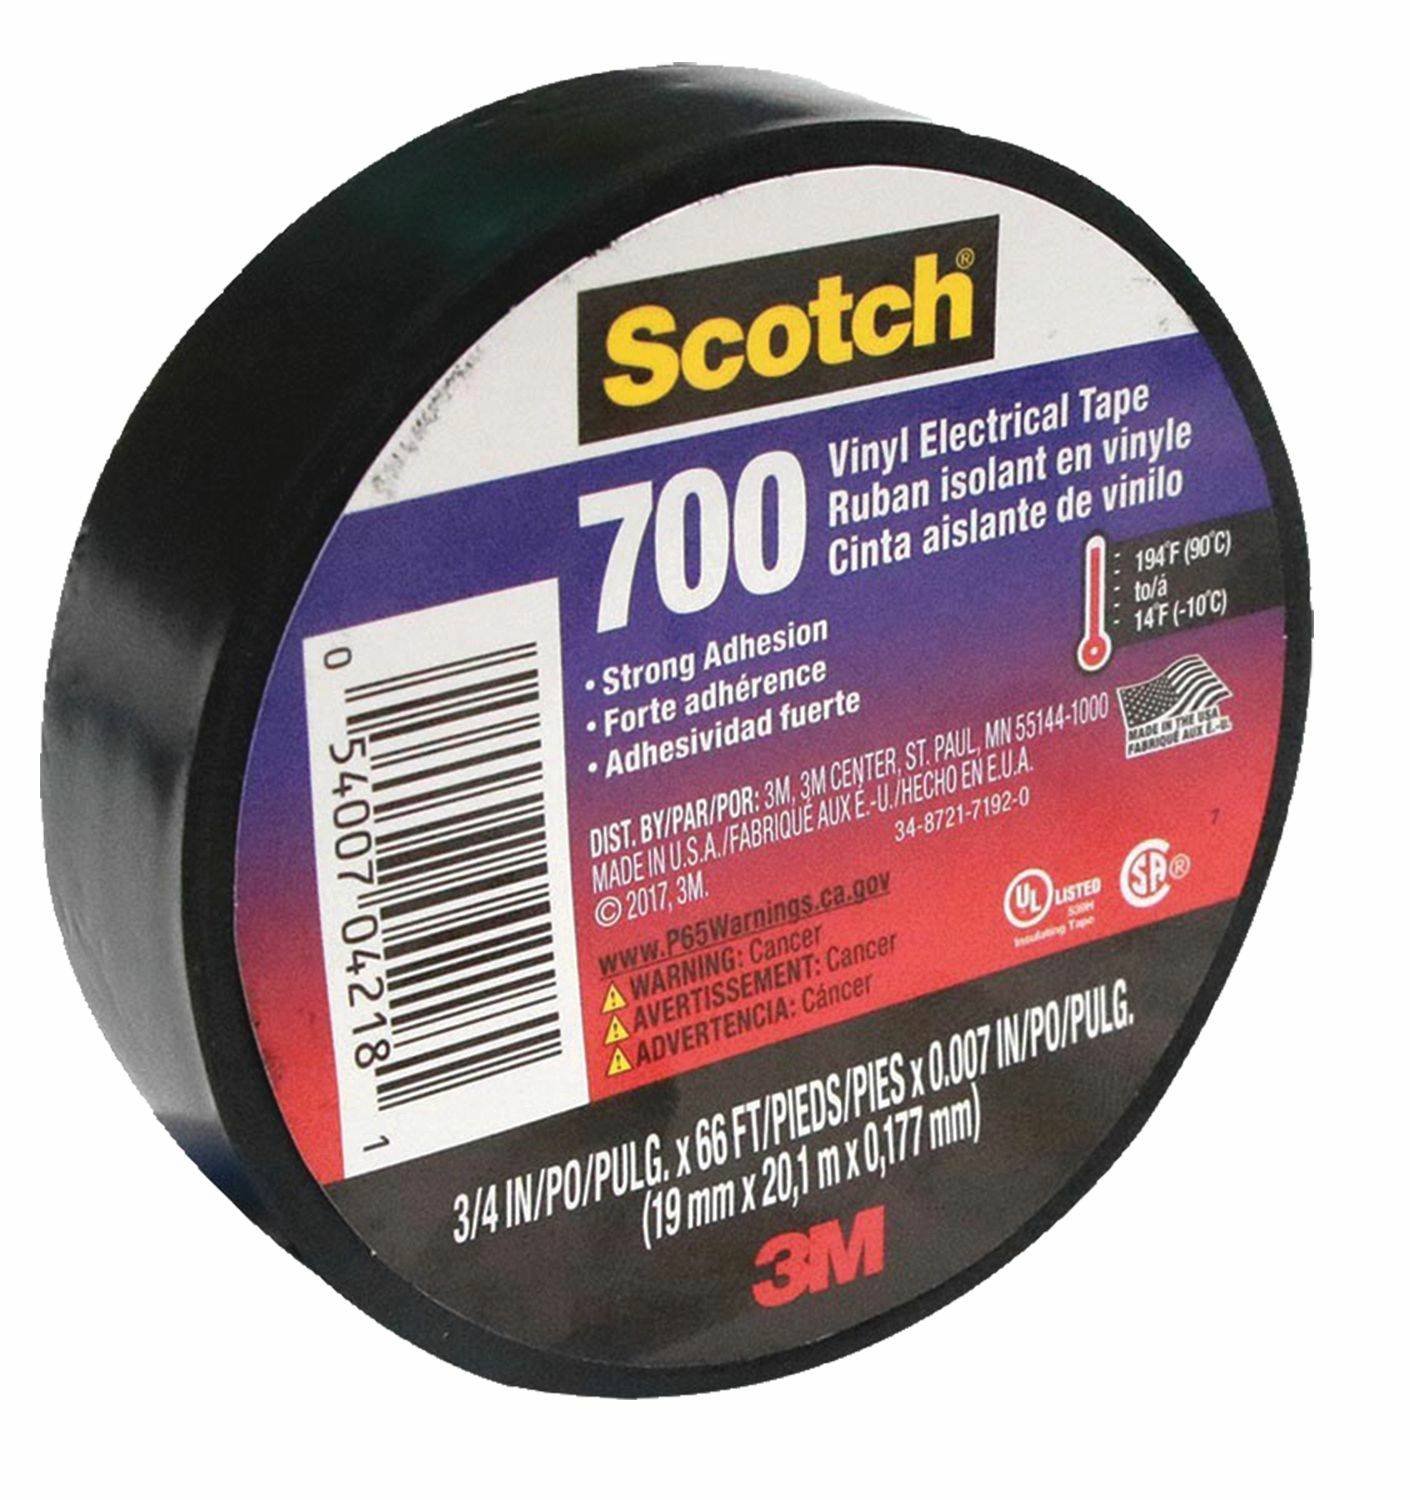 Scotch®
700
Vinyl Electrical Tape
Ruban isolant en vinyle
Cinta aislante de vinilo
194°F (90°C)
to/á
14°F (-10°C)
• Strong Adhesion
• Forte adhérence
• Adhesividad fuerte
MADE IN THE USA
FABRIQUÉ AUX É.-U.
DIST. BY/PAR/POR: 3M, 3M CENTER, ST. PAUL, MN 55144-1000
MADE IN U.S.A./FABRIQUÉ AUX É.-U./HECHO EN E.U.A.
© 2017, 3M.
34-8721-7192-0
7
www.P65Warnings.ca.gov
WARNING: Cancer
AVERTISSEMENT: Cancer
ADVERTENCIA: Cáncer
UL LISTED
539H
Insulating Tape
SA®
0 54007 04218 1
3/4 IN/PO/PULG. x 66 FT/PIEDS/PIES x 0.007 IN/PO/PULG.
(19 mm x 20,1 m x 0,177 mm)
3M